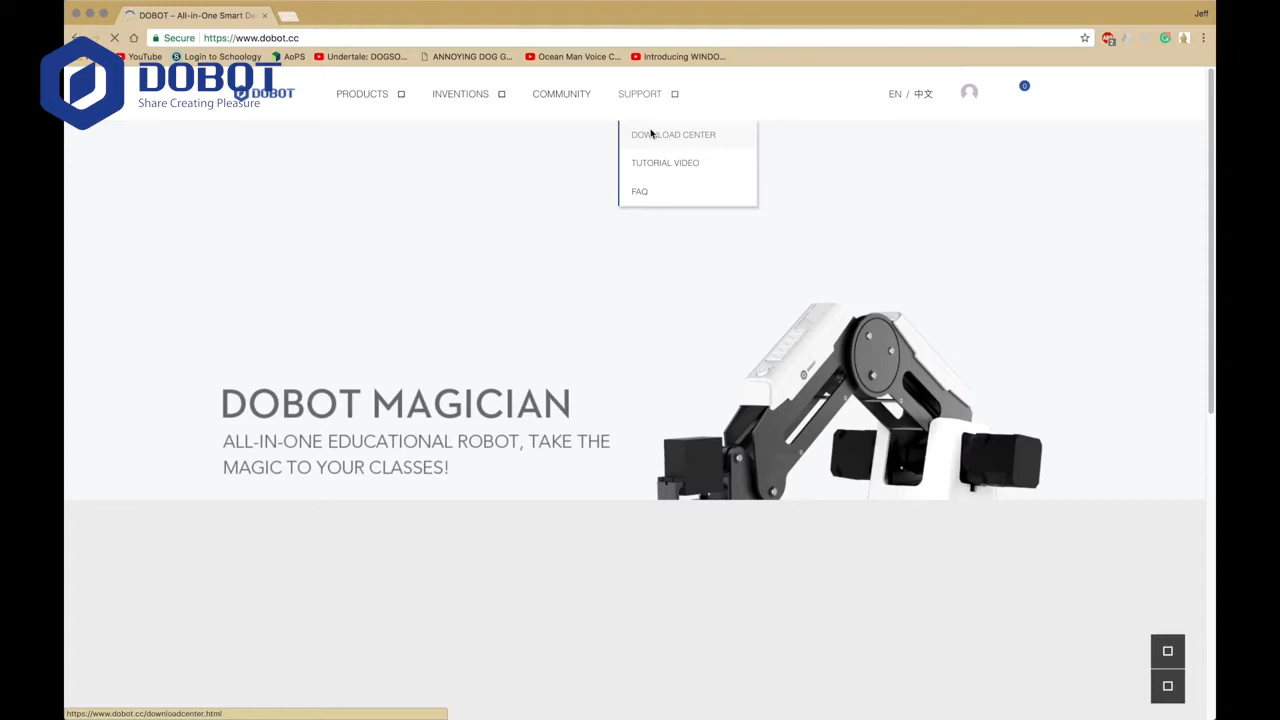 DOBOT – All-in-One Smart De
Jeff
Secure https://www.dobot.cc
2
YouTube
Login to Schoology
AoPS
Undertale: DOGSO...
ANNOYING DOG G...
Ocean Man Voice C...
Introducing WINDO...
DOBOT
Share Creating Pleasure
DOBOT
PRODUCTS
INVENTIONS
COMMUNITY
SUPPORT
EN / 中文
0
DOWNLOAD CENTER
TUTORIAL VIDEO
FAQ
DOBOT MAGICIAN
ALL-IN-ONE EDUCATIONAL ROBOT, TAKE THE
MAGIC TO YOUR CLASSES!
https://www.dobot.cc/downloadcenter.html